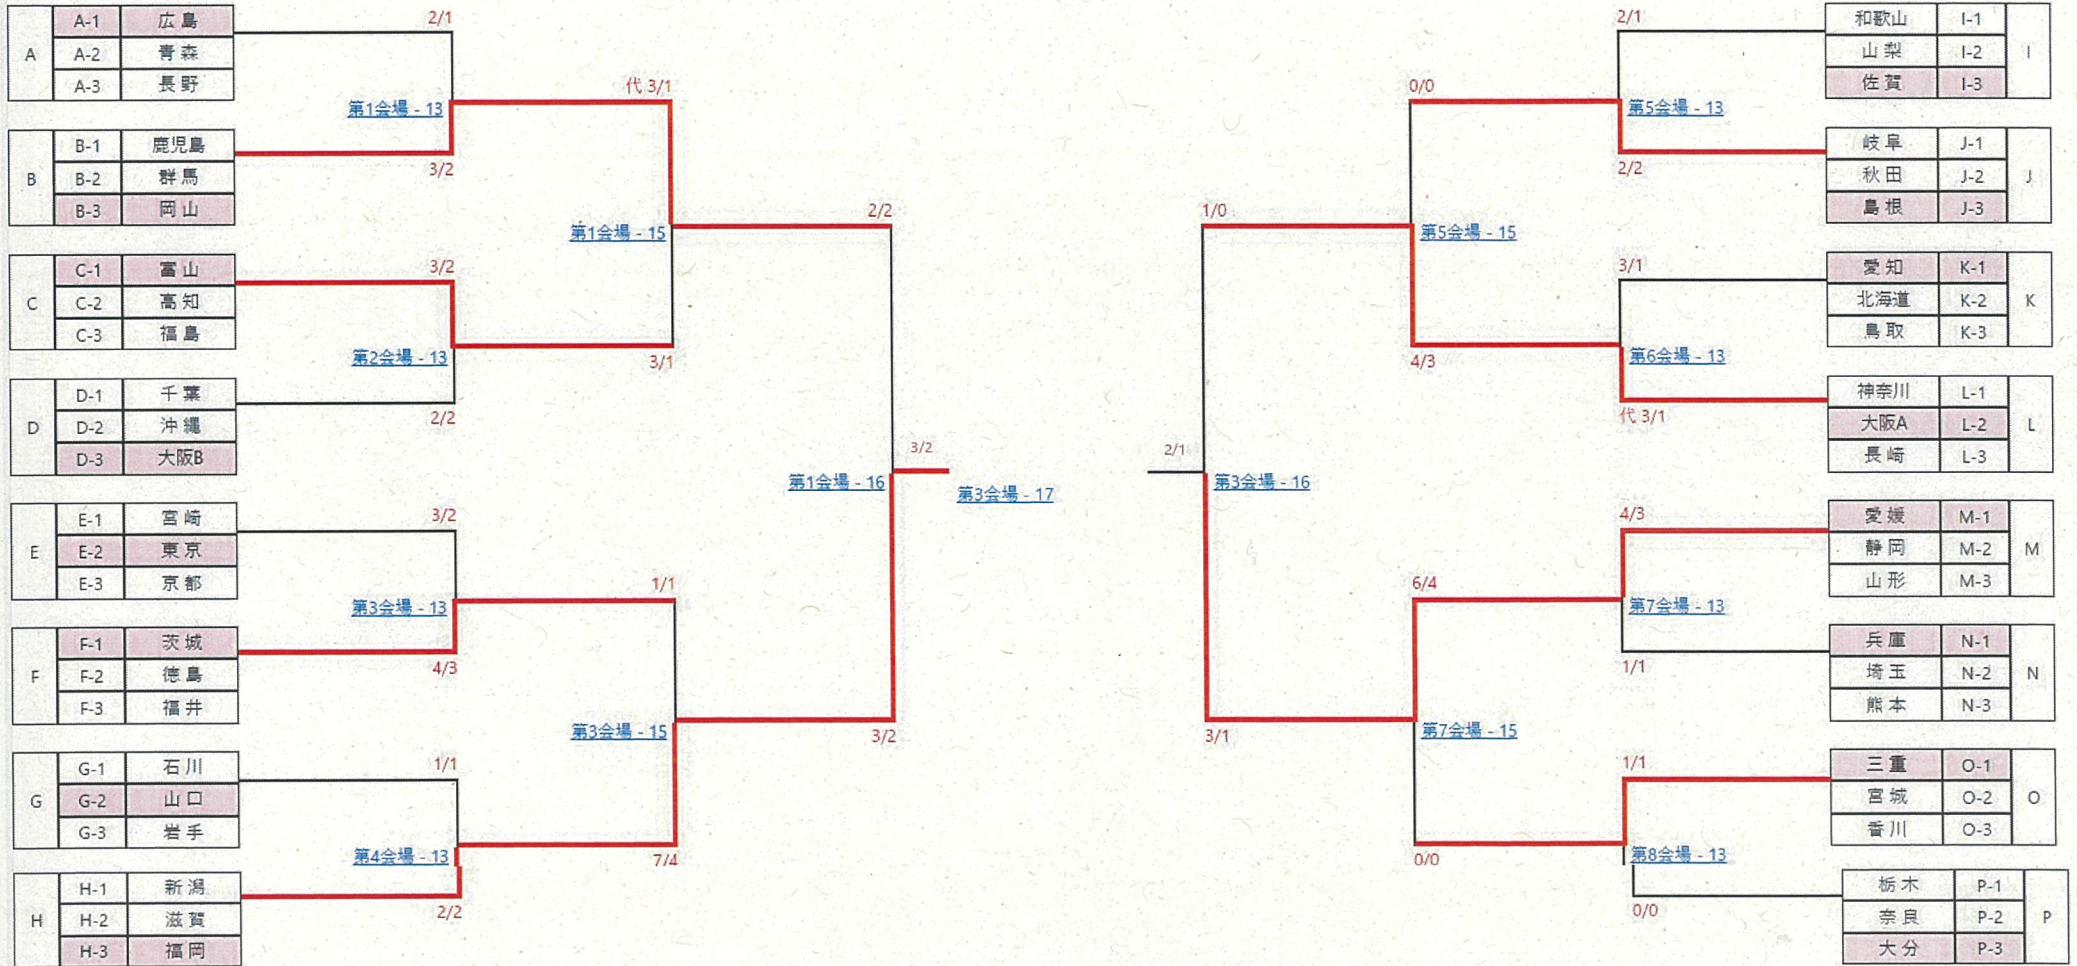 A
A-1 広島
A-2 青森
A-3 長野
B
B-1 鹿児島
B-2 群馬
B-3 岡山
C
C-1 富山
C-2 高知
C-3 福島
D
D-1 千葉
D-2 沖縄
D-3 大阪B
E
E-1 宮崎
E-2 東京
E-3 京都
F
F-1 茨城
F-2 徳島
F-3 福井
G
G-1 石川
G-2 山口
G-3 岩手
H
H-1 新潟
H-2 滋賀
H-3 福岡
2/1
第1会場 - 13
3/2
3/2
第2会場 - 13
2/2
3/2
第3会場 - 13
4/3
1/1
第4会場 - 13
2/2
代 3/1
第1会場 - 15
3/1
1/1
第3会場 - 15
7/4
2/2
第1会場 - 16
3/2
3/2
第3会場 - 17
2/1
1/0
第3会場 - 16
3/1
0/0
第5会場 - 15
4/3
6/4
第7会場 - 15
0/0
2/1
第5会場 - 13
2/2
3/1
第6会場 - 13
代 3/1
4/3
第7会場 - 13
1/1
1/1
第8会場 - 13
0/0
和歌山 I-1
山梨 I-2
佐賀 I-3
I
岐阜 J-1
秋田 J-2
島根 J-3
J
愛知 K-1
北海道 K-2
鳥取 K-3
K
神奈川 L-1
大阪A L-2
長崎 L-3
L
愛媛 M-1
静岡 M-2
山形 M-3
M
兵庫 N-1
埼玉 N-2
熊本 N-3
N
三重 O-1
宮城 O-2
香川 O-3
O
栃木 P-1
奈良 P-2
大分 P-3
P